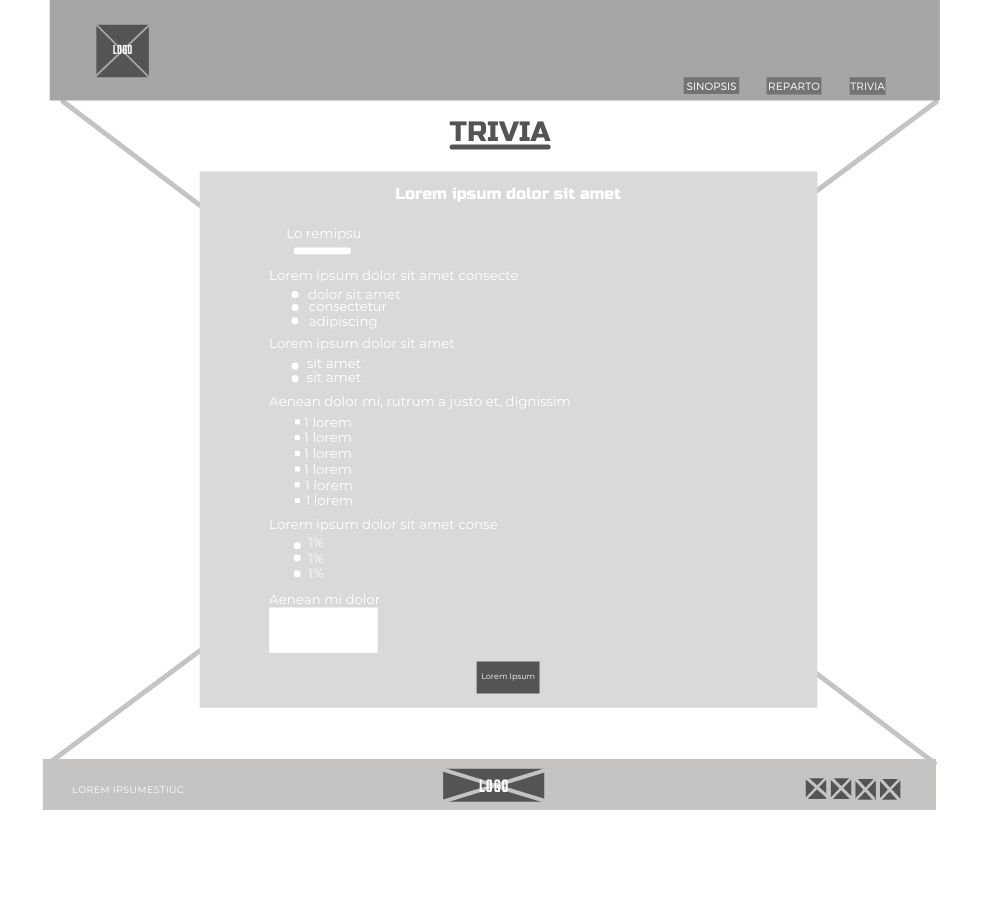 LOGO
SINOPSIS REPARTO TRIVIA
TRIVIA
Lorem ipsum dolor sit amet
Lo remipsu
Lorem ipsum dolor sit amet consecte
dolor sit amet
consectetur
adipiscing
Lorem ipsum dolor sit amet
sit amet
sit amet
Aenean dolor mi, rutrum a justo et, dignissim
1 lorem
1 lorem
1 lorem
1 lorem
1 lorem
1 lorem
Lorem ipsum dolor sit amet conse
1%
1%
1%
Aenean mi dolor
Lorem Ipsum
LOREM IPSUMESTIUC
LOGO